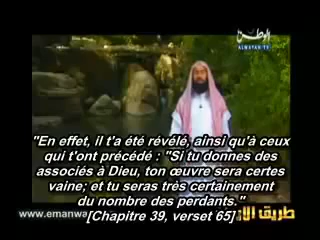 الوطن
ALWATAN TV
"En effet, il t'a été révélé, ainsi qu'à ceux
qui t'ont précédé : "Si tu donnes des
associés à Dieu, ton œuvre sera certes
vaine; et tu seras très certainement
du nombre des perdants."
[Chapitre 39, verset 65]
www.emanwa
طريق